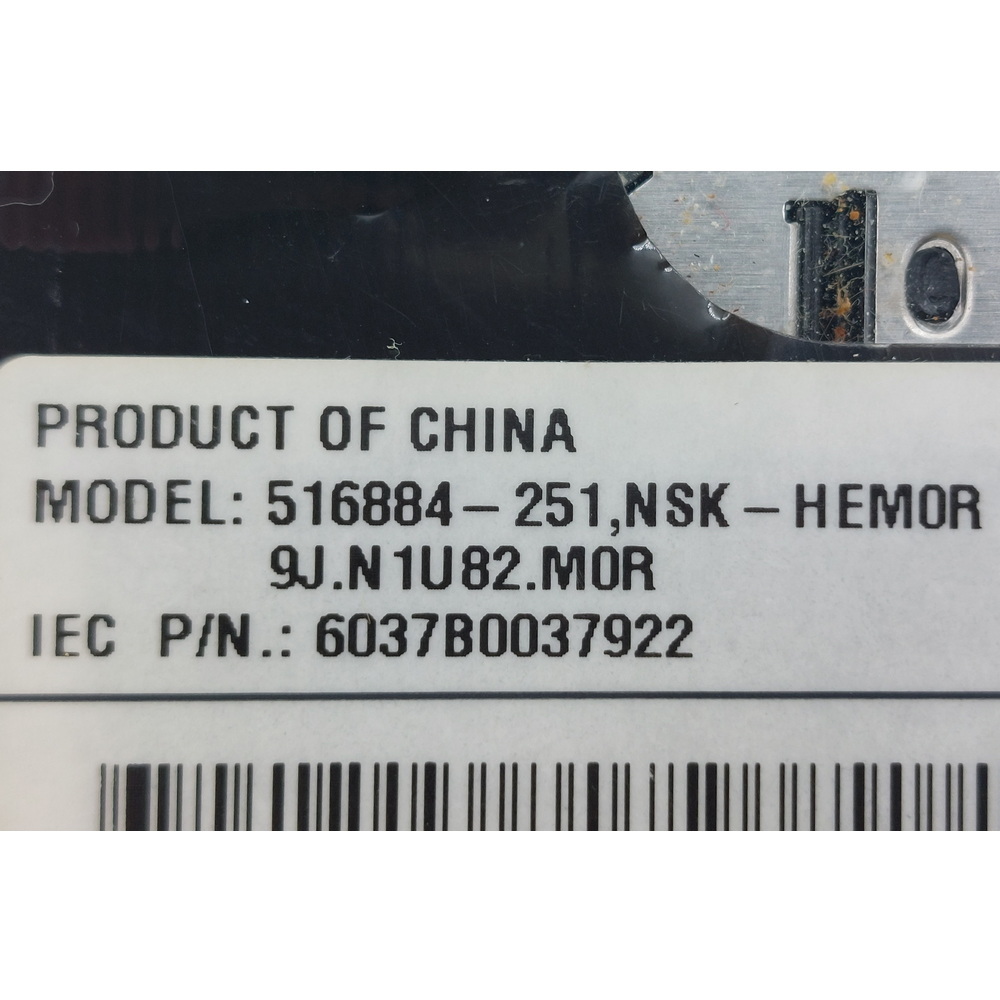 PRODUCT OF CHINA
MODEL: 516884-251,NSK-HEM0R
9J.N1U82.M0R
IEC P/N.: 6037B0037922